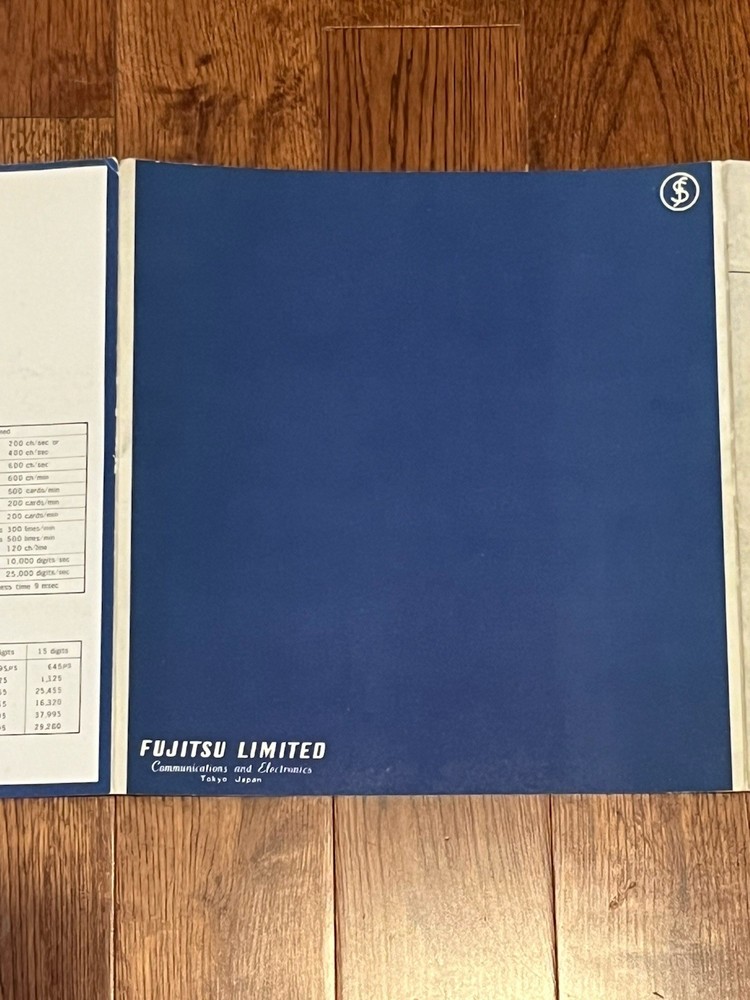 200 ch/sec or
400 ch/sec
600 ch/sec
600 ch/min
500 cards/min
200 cards/min
200 cards/min
300 lines/min
500 lines/min
120 ch/line
10,000 digits/sec
25,000 digits/sec
time 9 msec
15 digits
645μs
1,125
25,455
16,320
37,995
29,260
FUJITSU LIMITED
Communications and Electronics
Tokyo Japan